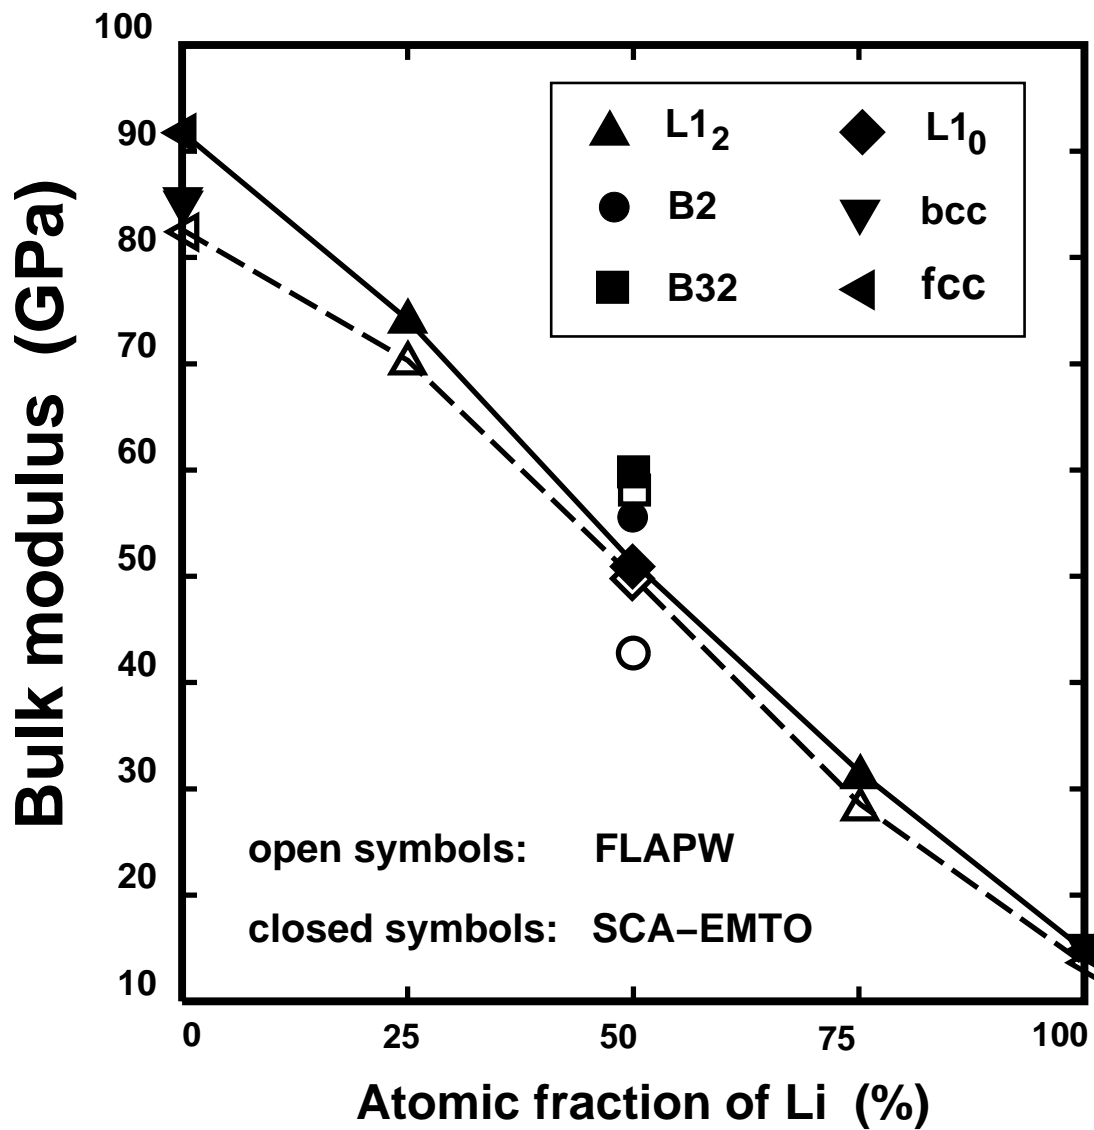 100
90
80
70
60
50
40
30
20
10
Bulk modulus (GPa)
L1₂
L1₀
B2
bcc
B32
fcc
open symbols: FLAPW
closed symbols: SCA–EMTO
0 25 50 75 100
Atomic fraction of Li (%)